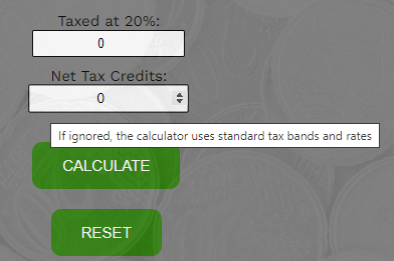 Taxed at 20%:
0
Net Tax Credits:
0
If ignored, the calculator uses standard tax bands and rates
CALCULATE
RESET